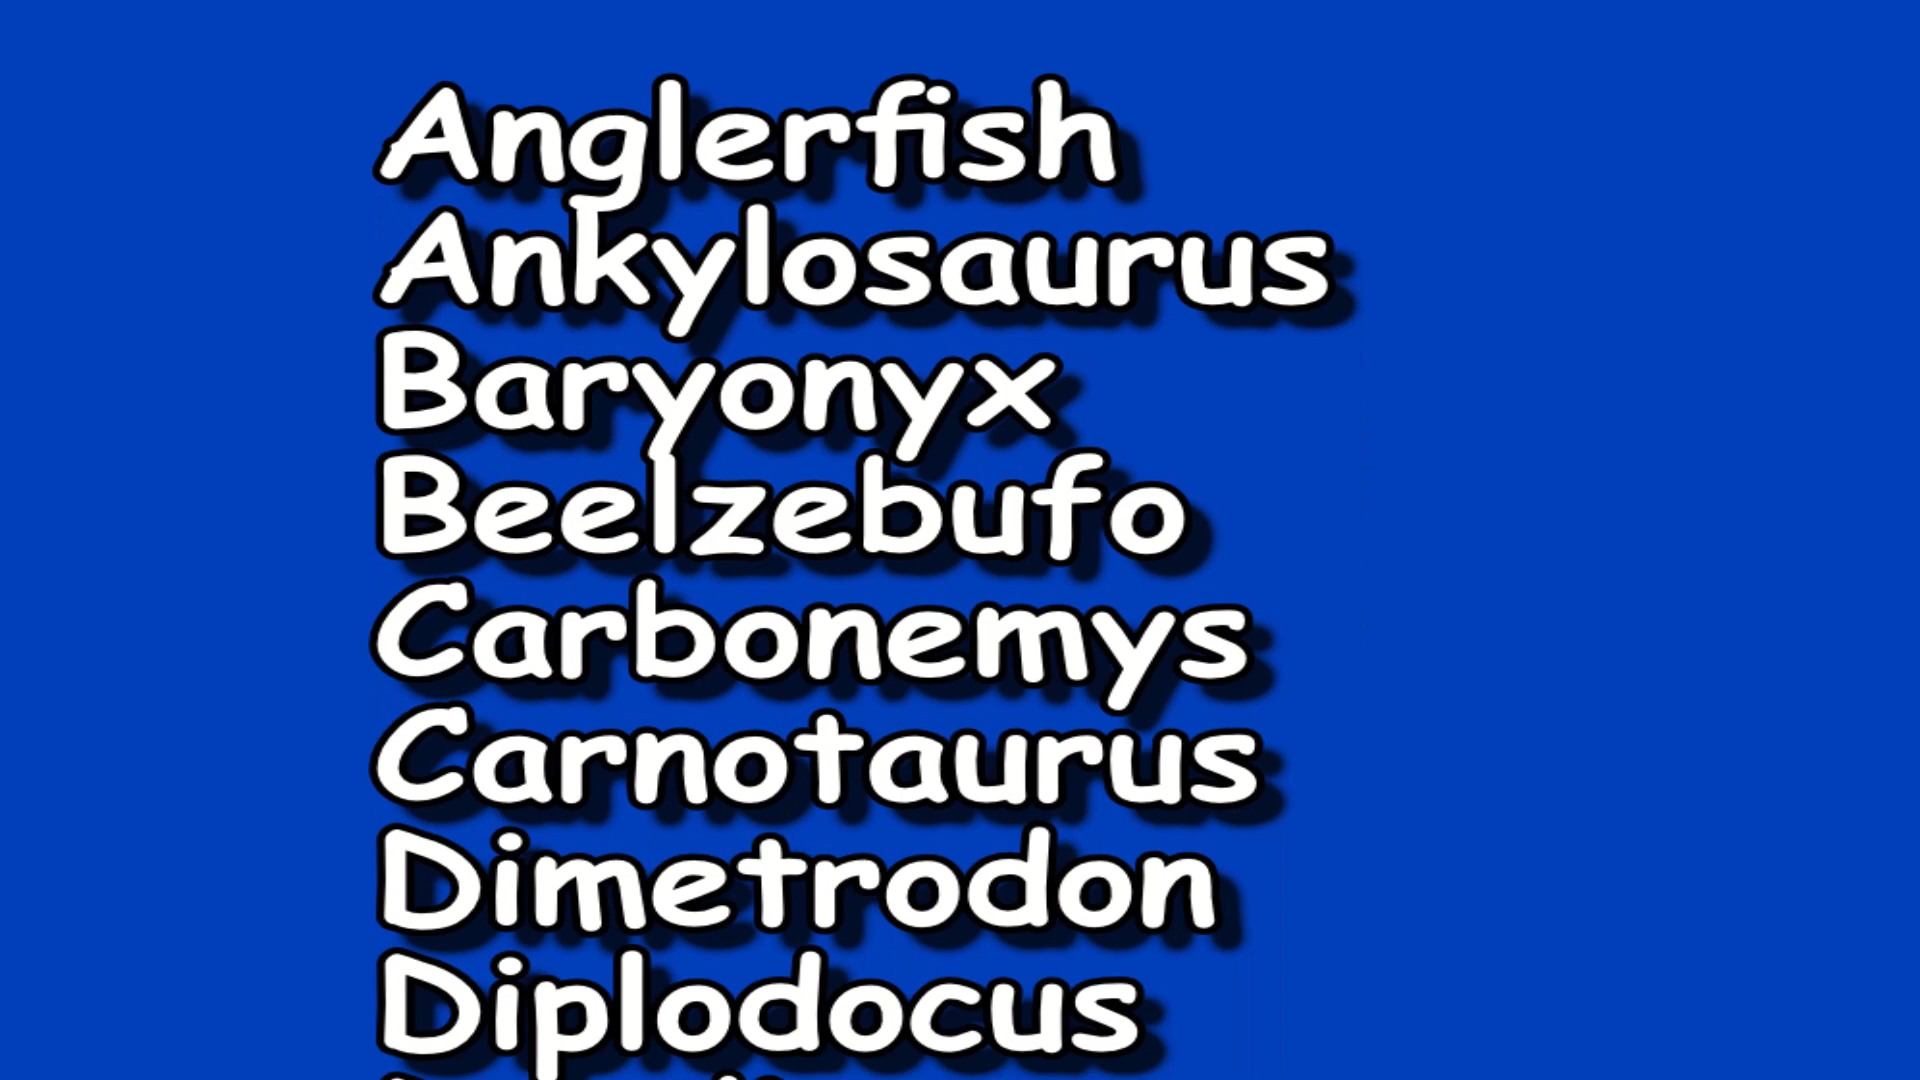 Anglerfish
Ankylosaurus
Baryonyx
Beelzebufo
Carbonemys
Carnotaurus
Dimetrodon
Diplodocus